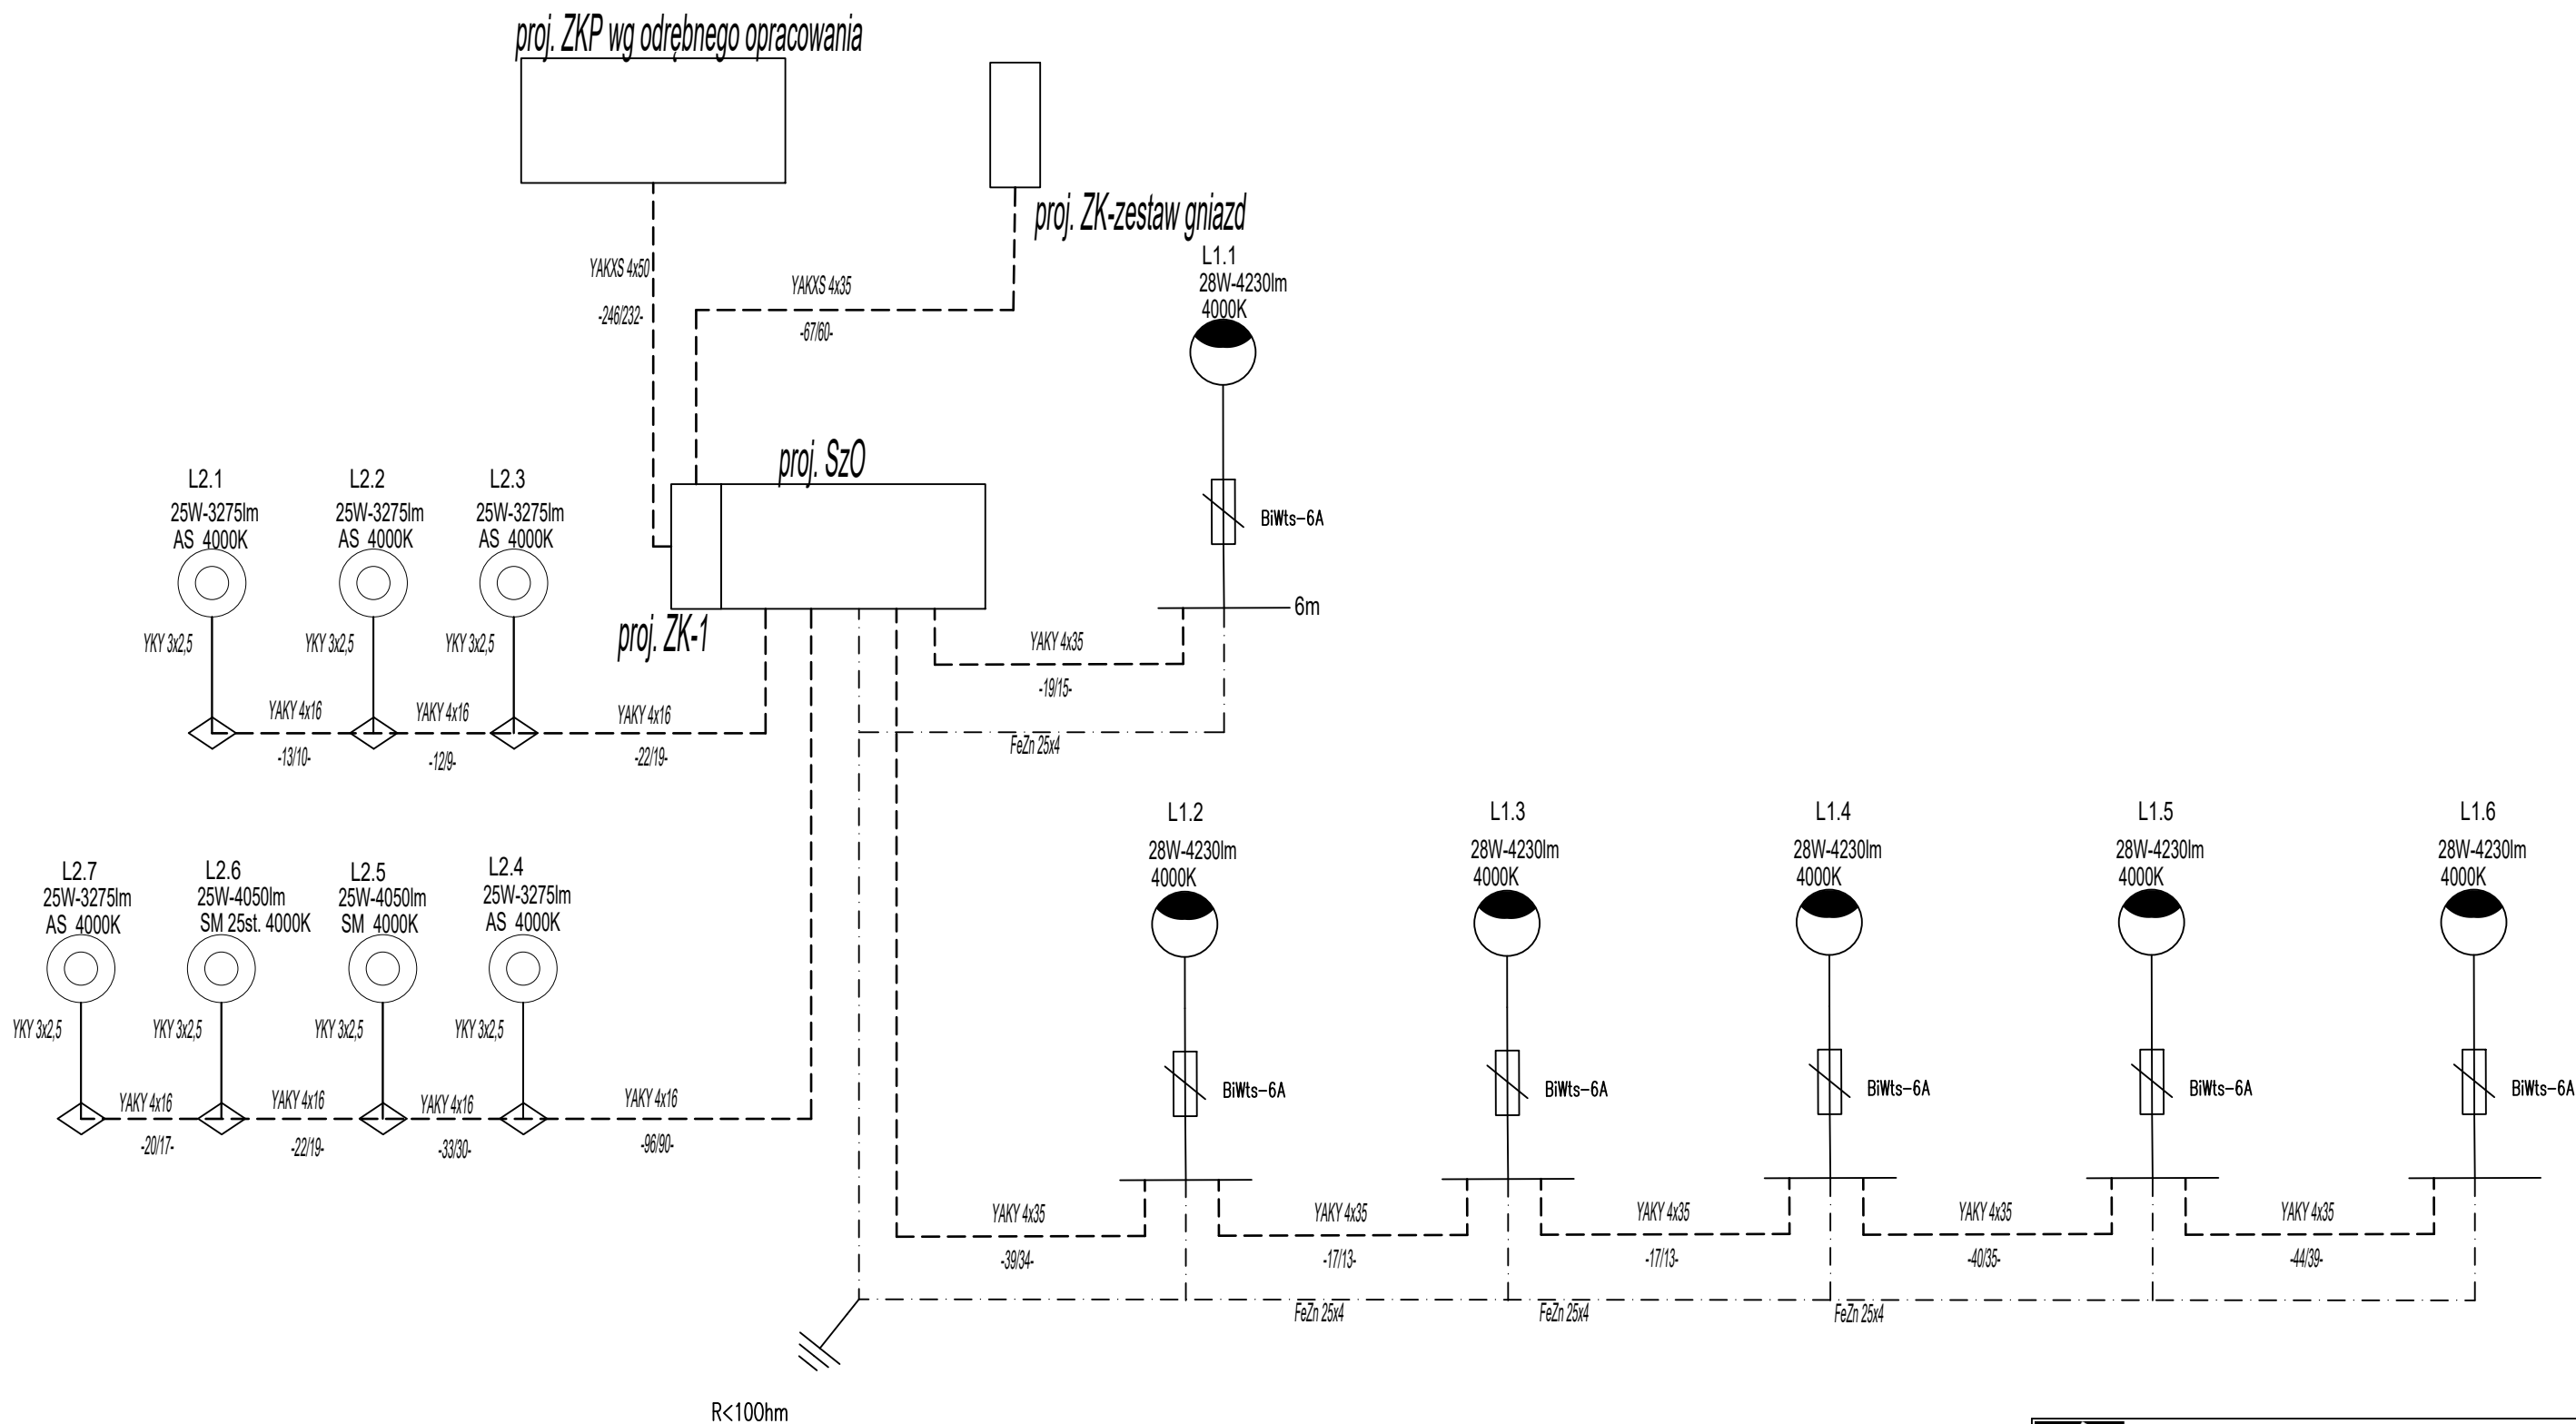 proj. ZKP wg odrębnego opracowania
proj. ZK-zestaw gniazd
YAKXS 4x50
-246/232-
YAKXS 4x35
-67/60-
L1.1
28W-4230lm
4000K
BiWts-6A
6m
proj. SzO
proj. ZK-1
YAKY 4x35
-19/15-
FeZn 25x4
L2.1
25W-3275lm
AS 4000K
L2.2
25W-3275lm
AS 4000K
L2.3
25W-3275lm
AS 4000K
YKY 3x2,5
YKY 3x2,5
YKY 3x2,5
YAKY 4x16
-13/10-
YAKY 4x16
-12/9-
YAKY 4x16
-22/19-
L2.7
25W-3275lm
AS 4000K
L2.6
25W-4050lm
SM 25st. 4000K
L2.5
25W-4050lm
SM 4000K
L2.4
25W-3275lm
AS 4000K
YKY 3x2,5
YKY 3x2,5
YKY 3x2,5
YKY 3x2,5
YAKY 4x16
-20/17-
YAKY 4x16
-22/19-
YAKY 4x16
-33/30-
YAKY 4x16
-96/90-
L1.2
28W-4230lm
4000K
L1.3
28W-4230lm
4000K
L1.4
28W-4230lm
4000K
L1.5
28W-4230lm
4000K
L1.6
28W-4230lm
4000K
BiWts-6A
BiWts-6A
BiWts-6A
BiWts-6A
BiWts-6A
YAKY 4x35
-39/34-
YAKY 4x35
-17/13-
YAKY 4x35
-17/13-
YAKY 4x35
-40/35-
YAKY 4x35
-44/39-
FeZn 25x4
FeZn 25x4
FeZn 25x4
R<10Ohm